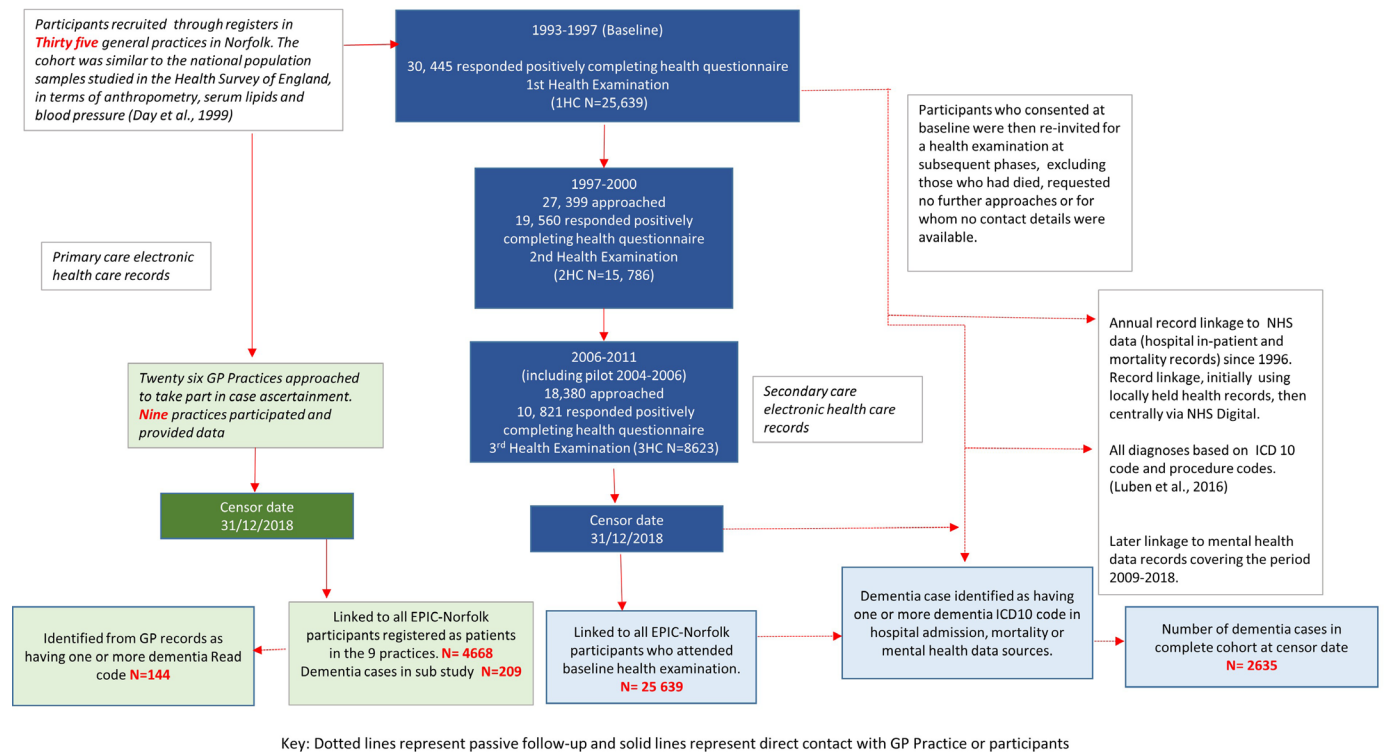 Participants recruited through registers in
Thirty five general practices in Norfolk. The
cohort was similar to the national population
samples studied in the Health Survey of England,
in terms of anthropometry, serum lipids and
blood pressure (Day et al., 1999)
1993-1997 (Baseline)
30, 445 responded positively completing health questionnaire
1st Health Examination
(1HC N=25,639)
Participants who consented at
baseline were then re-invited for
a health examination at
subsequent phases, excluding
those who had died, requested
no further approaches or for
whom no contact details were
available.
1997-2000
27, 399 approached
19, 560 responded positively
completing health questionnaire
2nd Health Examination
(2HC N=15, 786)
Primary care electronic
health care records
Annual record linkage to NHS
data (hospital in-patient and
mortality records) since 1996.
Record linkage, initially using
locally held health records, then
centrally via NHS Digital.
All diagnoses based on ICD 10
code and procedure codes.
(Luben et al., 2016)
Later linkage to mental health
data records covering the period
2009-2018.
2006-2011
(including pilot 2004-2006)
18,380 approached
10, 821 responded positively
completing health questionnaire
3rd Health Examination (3HC N=8623)
Secondary care
electronic health care
records
Twenty six GP Practices approached
to take part in case ascertainment.
Nine practices participated and
provided data
Censor date
31/12/2018
Censor date
31/12/2018
Identified from GP records as
having one or more dementia Read
code N=144
Linked to all EPIC-Norfolk
participants registered as patients
in the 9 practices. N= 4668
Dementia cases in sub study N=209
Linked to all EPIC-Norfolk
participants who attended
baseline health examination.
N= 25 639
Dementia case identified as having
one or more dementia ICD10 code in
hospital admission, mortality or
mental health data sources.
Number of dementia cases in
complete cohort at censor date
N= 2635
Key: Dotted lines represent passive follow-up and solid lines represent direct contact with GP Practice or participants